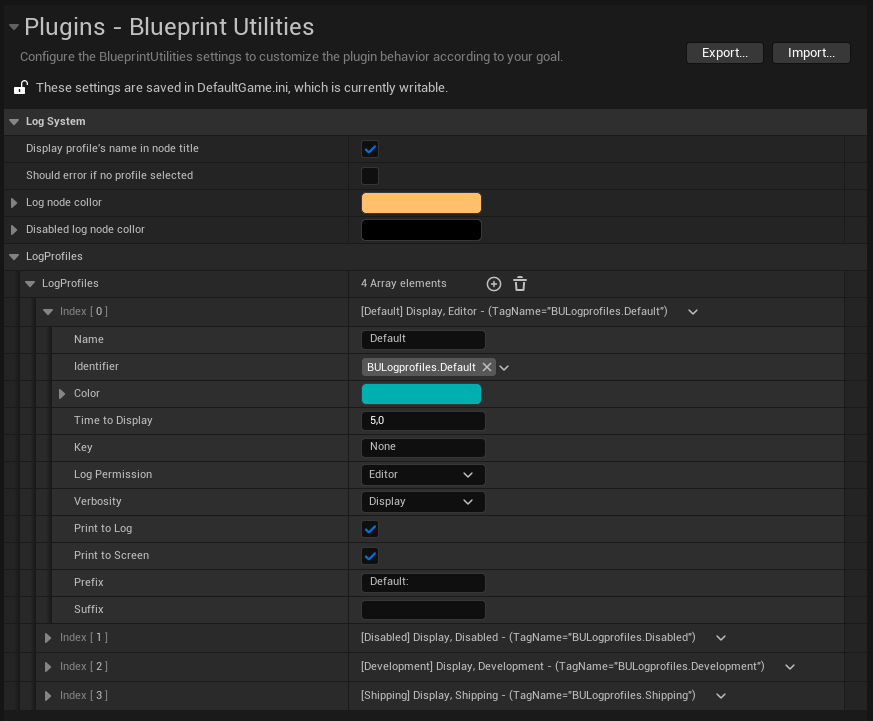 Plugins - Blueprint Utilities
Configure the BlueprintUtilities settings to customize the plugin behavior according to your goal.
Export...
Import...
These settings are saved in DefaultGame.ini, which is currently writable.
Log System
Display profile's name in node title
Should error if no profile selected
Log node collor
Disabled log node collor
LogProfiles
LogProfiles 4 Array elements
Index [ 0 ] [Default] Display, Editor - (TagName="BULogprofiles.Default")
Name Default
Identifier BULogprofiles.Default
Color
Time to Display 5,0
Key None
Log Permission Editor
Verbosity Display
Print to Log
Print to Screen
Prefix Default:
Suffix
Index [ 1 ] [Disabled] Display, Disabled - (TagName="BULogprofiles.Disabled")
Index [ 2 ] [Development] Display, Development - (TagName="BULogprofiles.Development")
Index [ 3 ] [Shipping] Display, Shipping - (TagName="BULogprofiles.Shipping")